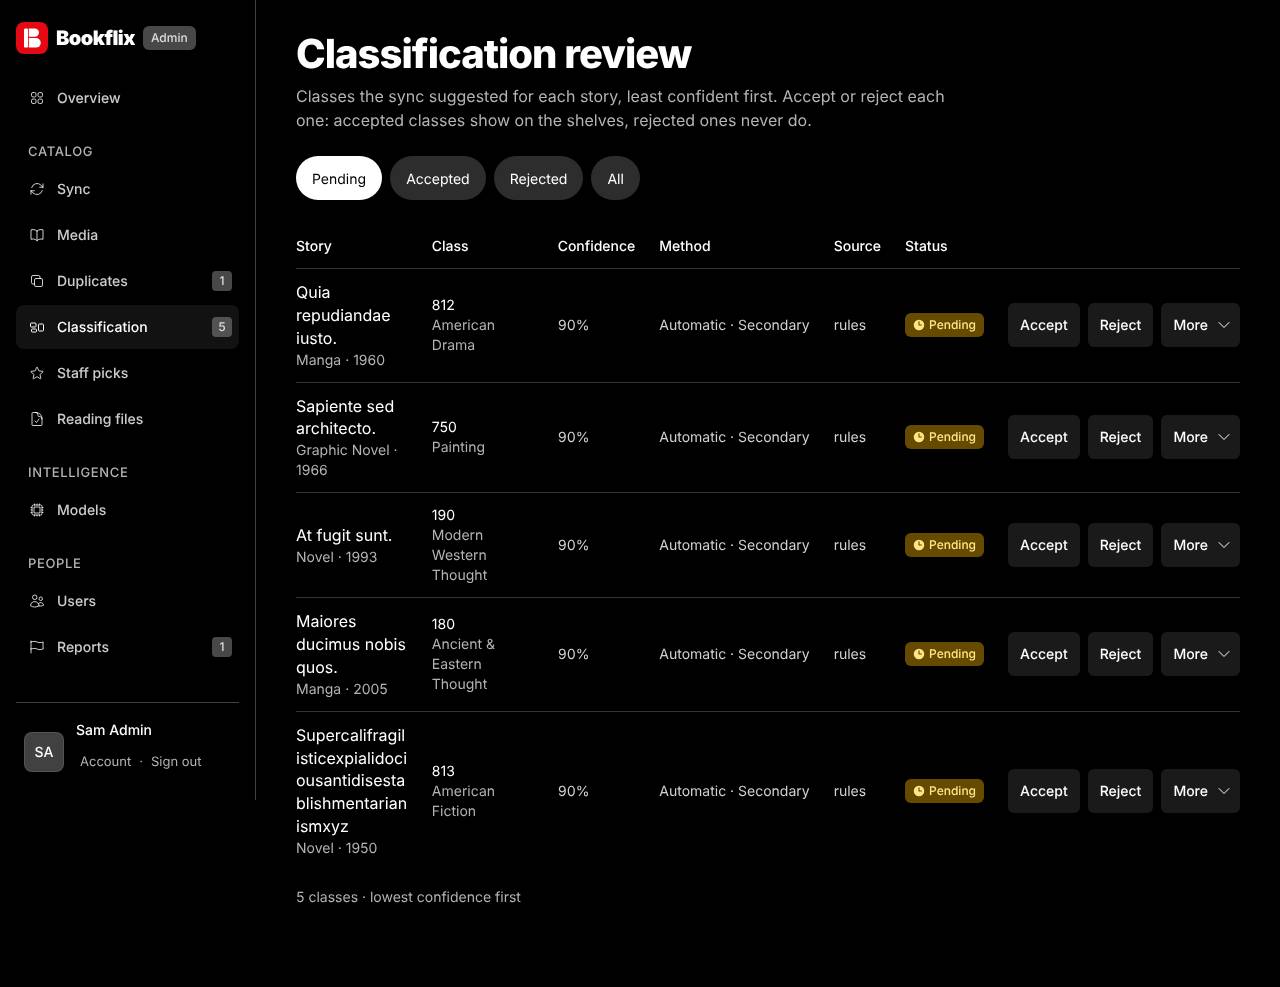 Bookflix Admin
Overview
CATALOG
Sync
Media
Duplicates 1
Classification 5
Staff picks
Reading files
INTELLIGENCE
Models
PEOPLE
Users
Reports 1
SA
Sam Admin
Account · Sign out
Classification review
Classes the sync suggested for each story, least confident first. Accept or reject each
one: accepted classes show on the shelves, rejected ones never do.
Pending Accepted Rejected All
Story Class Confidence Method Source Status
Quia
repudiandae
iusto.
Manga · 1960
812
American
Drama
90% Automatic · Secondary rules Pending Accept Reject More
Sapiente sed
architecto.
Graphic Novel ·
1966
750
Painting
90% Automatic · Secondary rules Pending Accept Reject More
At fugit sunt.
Novel · 1993
190
Modern
Western
Thought
90% Automatic · Secondary rules Pending Accept Reject More
Maiores
ducimus nobis
quos.
Manga · 2005
180
Ancient &
Eastern
Thought
90% Automatic · Secondary rules Pending Accept Reject More
Supercalifragil
isticexpialidoci
ousantidisesta
blishmentarian
ismxyz
Novel · 1950
813
American
Fiction
90% Automatic · Secondary rules Pending Accept Reject More
5 classes · lowest confidence first